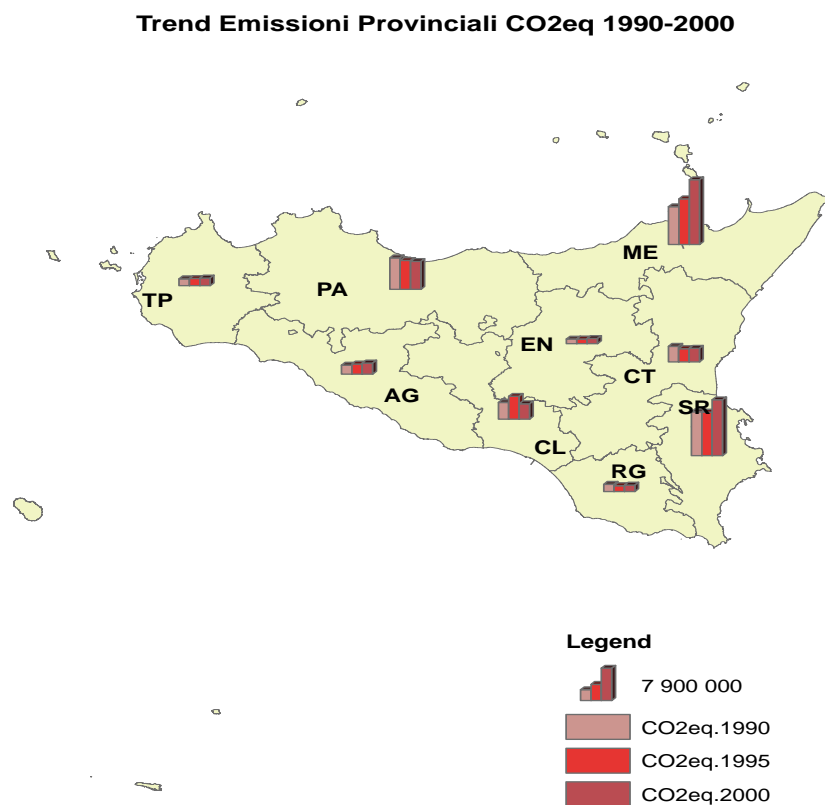 Trend Emissioni Provinciali CO2eq 1990-2000
ME
TP
PA
EN
CT
AG
SR
CL
RG
Legend
7 900 000
CO2eq.1990
CO2eq.1995
CO2eq.2000